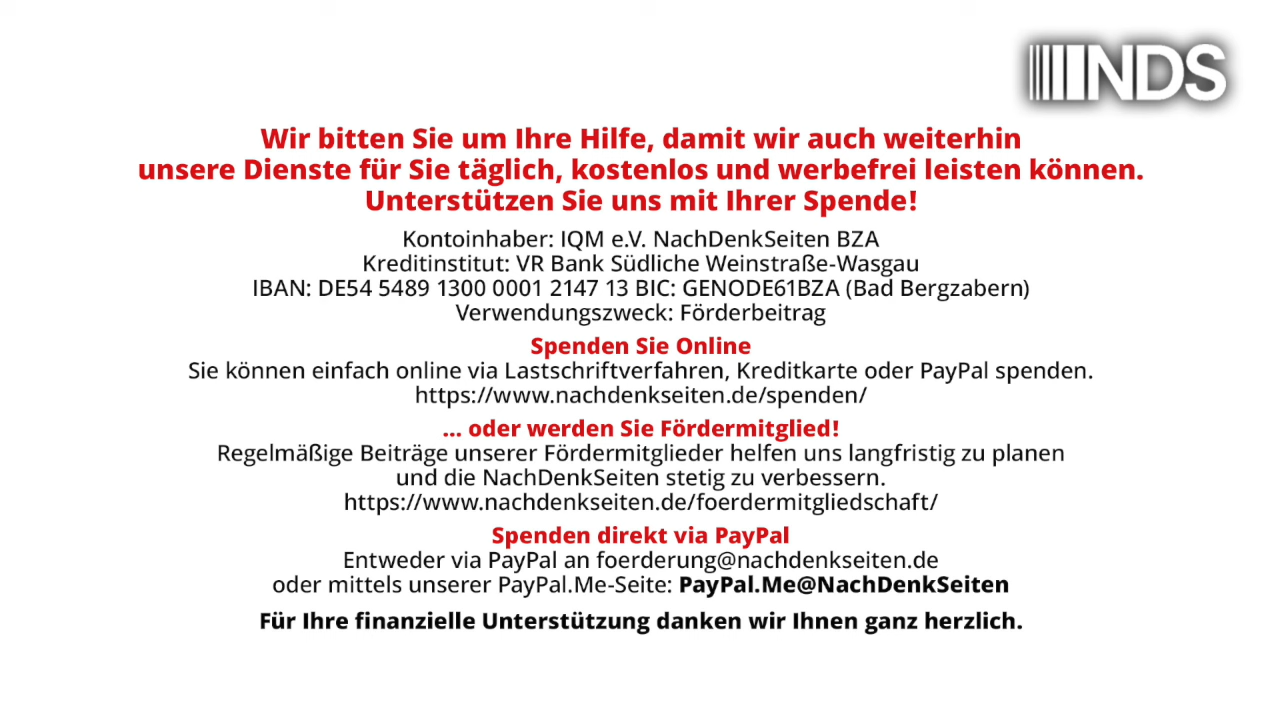 NDS
Wir bitten Sie um Ihre Hilfe, damit wir auch weiterhin
unsere Dienste für Sie täglich, kostenlos und werbefrei leisten können.
Unterstützen Sie uns mit Ihrer Spende!
Kontoinhaber: IQM e.V. NachDenkSeiten BZA
Kreditinstitut: VR Bank Südliche Weinstraße-Wasgau
IBAN: DE54 5489 1300 0001 2147 13 BIC: GENODE61BZA (Bad Bergzabern)
Verwendungszweck: Förderbeitrag
Spenden Sie Online
Sie können einfach online via Lastschriftverfahren, Kreditkarte oder PayPal spenden.
https://www.nachdenkseiten.de/spenden/
... oder werden Sie Fördermitglied!
Regelmäßige Beiträge unserer Fördermitglieder helfen uns langfristig zu planen
und die NachDenkSeiten stetig zu verbessern.
https://www.nachdenkseiten.de/foerdermitgliedschaft/
Spenden direkt via PayPal
Entweder via PayPal an foerderung@nachdenkseiten.de
oder mittels unserer PayPal.Me-Seite: PayPal.Me@NachDenkSeiten
Für Ihre finanzielle Unterstützung danken wir Ihnen ganz herzlich.